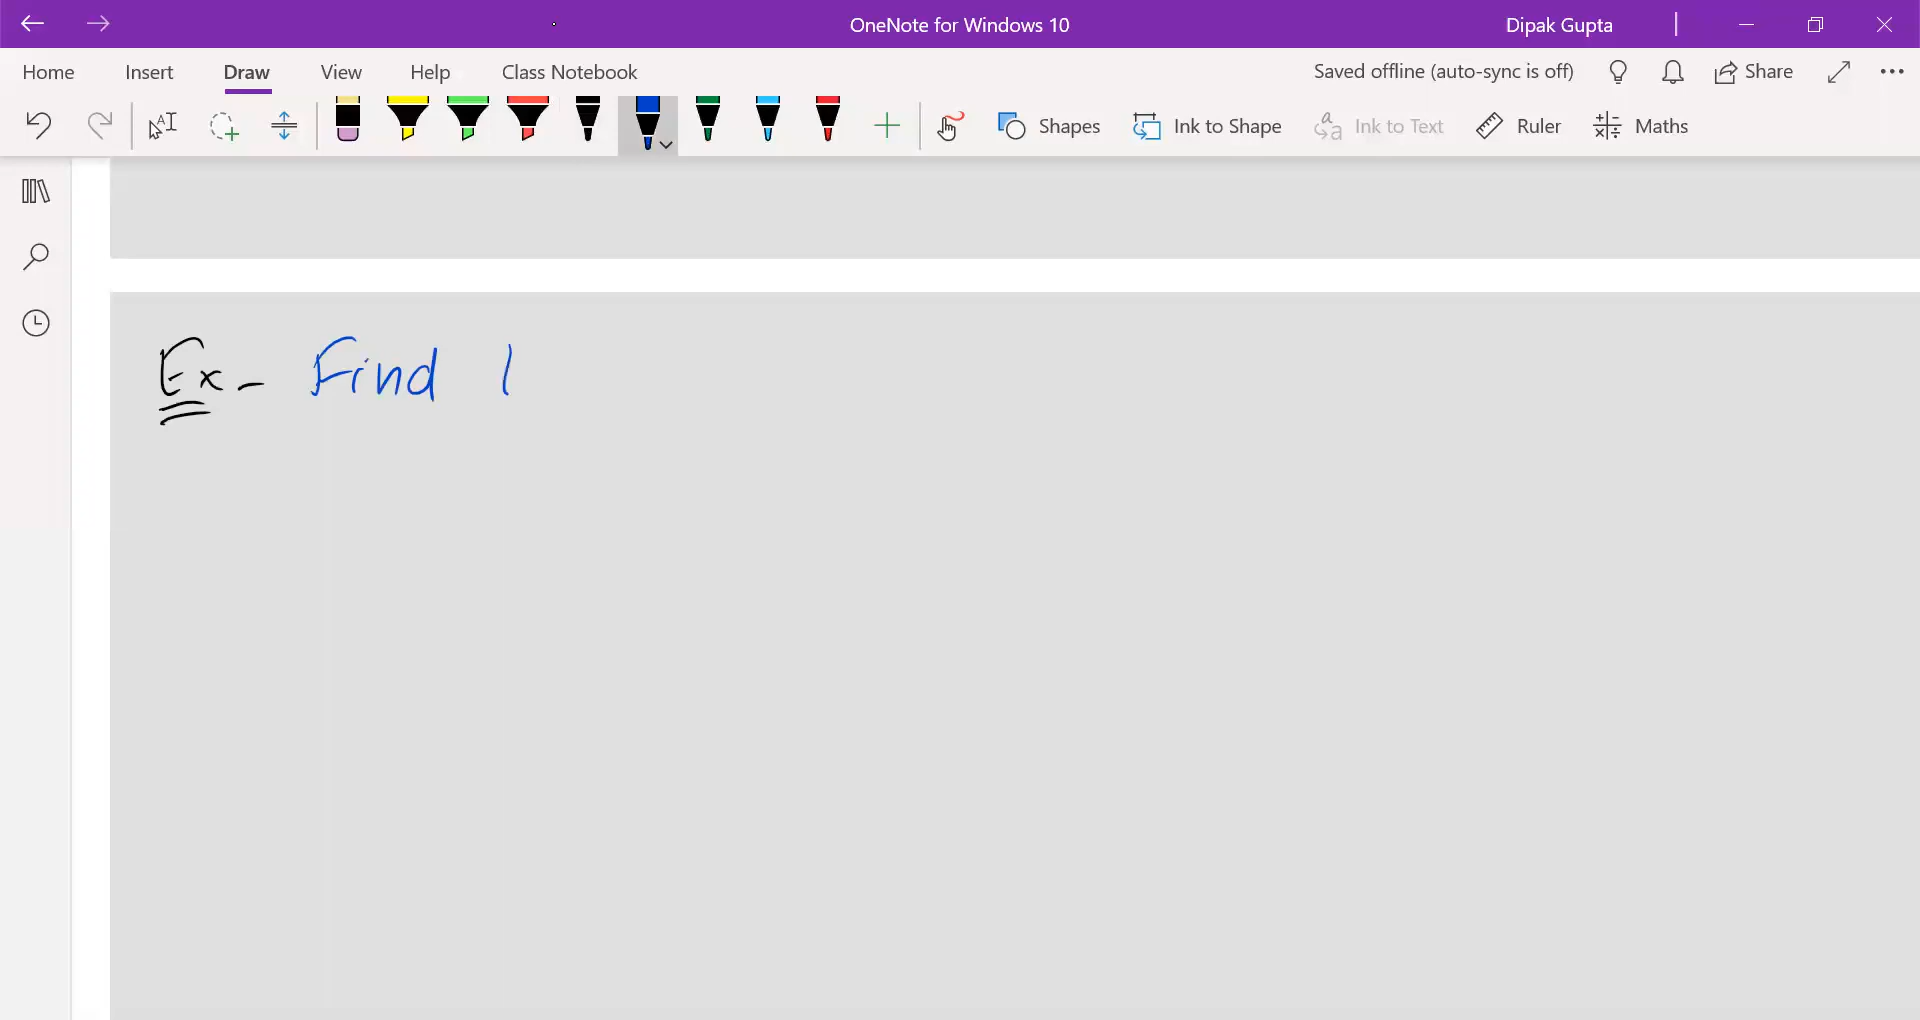 OneNote for Windows 10
Dipak Gupta
Home Insert Draw View Help Class Notebook
Saved offline (auto-sync is off) Share
Shapes Ink to Shape Ink to Text Ruler Maths
Ex- Find